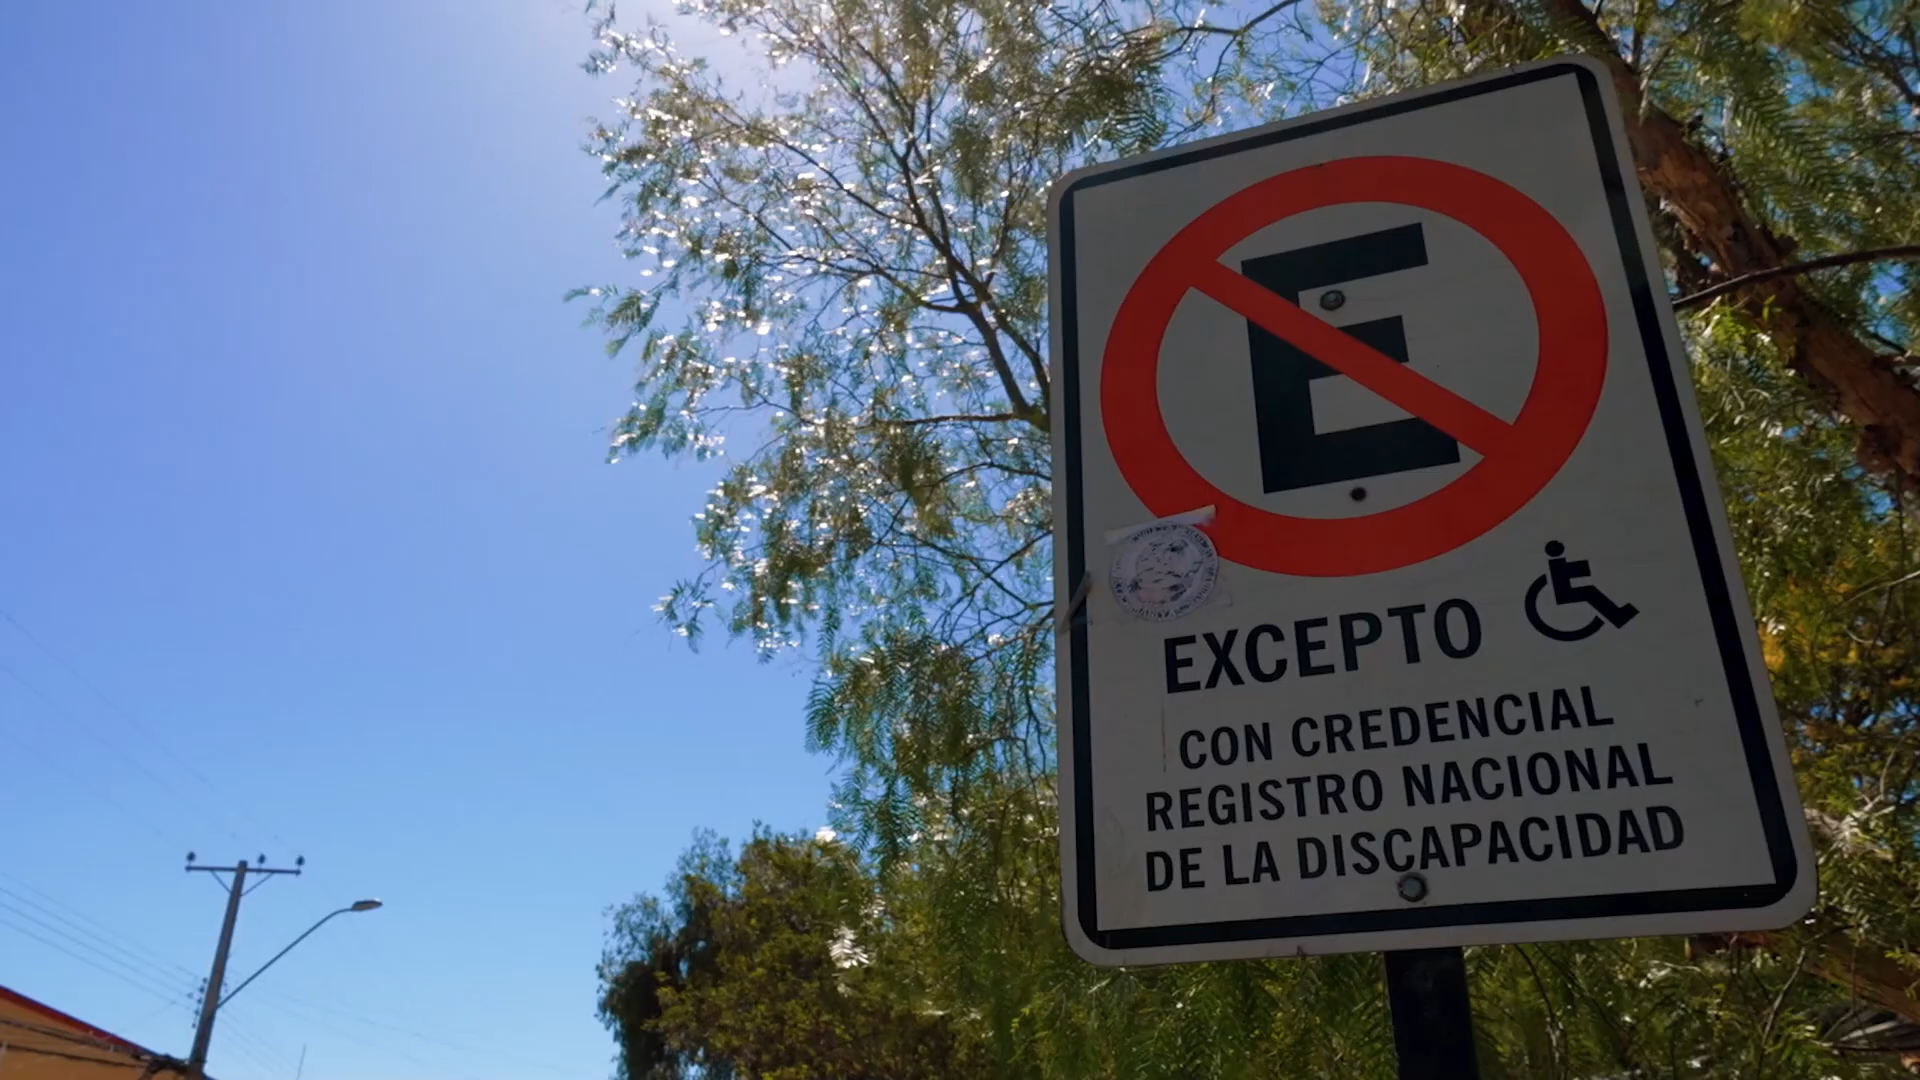 E
EXCEPTO
CON CREDENCIAL
REGISTRO NACIONAL
DE LA DISCAPACIDAD